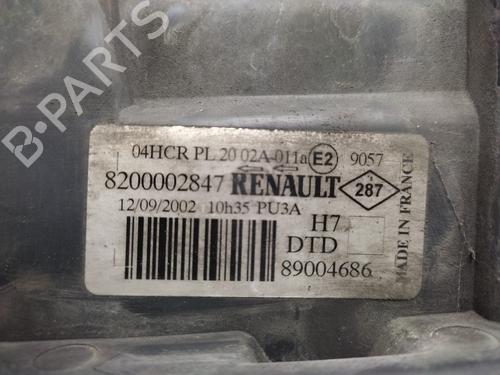 B-PARTS
04HCR PL 20 02A-011a E2 9057
8200002847 RENAULT 287
12/09/2002 10h35 PU3A
H7
DTD
89004686
MADE IN FRANCE